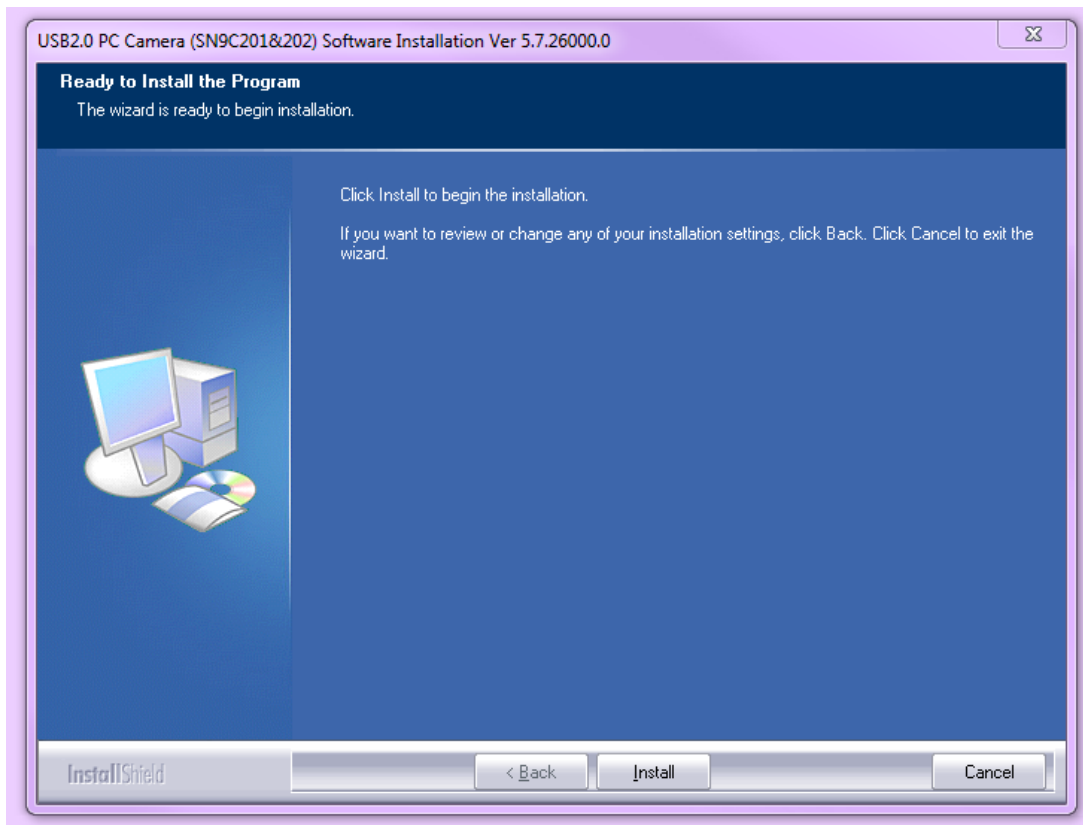 USB2.0 PC Camera (SN9C201&202) Software Installation Ver 5.7.26000.0
Ready to Install the Program
The wizard is ready to begin installation.
Click Install to begin the installation.
If you want to review or change any of your installation settings, click Back. Click Cancel to exit the
wizard.
InstallShield
< Back
Install
Cancel